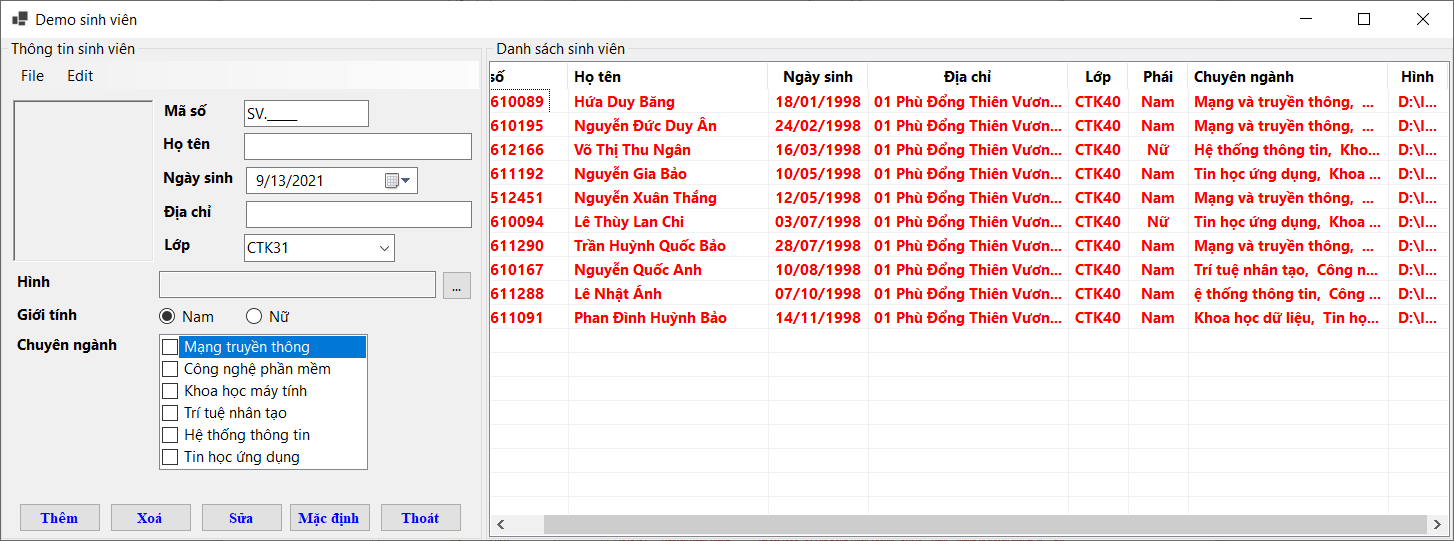 Demo sinh viên
Thông tin sinh viên
File Edit
Mã số SV._____
Họ tên
Ngày sinh 9/13/2021
Địa chỉ
Lớp CTK31
Hình ...
Giới tính Nam Nữ
Chuyên ngành
Mạng truyền thông
Công nghệ phần mềm
Khoa học máy tính
Trí tuệ nhân tạo
Hệ thống thông tin
Tin học ứng dụng
Thêm Xoá Sửa Mặc định Thoát
Danh sách sinh viên
số Họ tên Ngày sinh Địa chỉ Lớp Phái Chuyên ngành Hình
610089 Hứa Duy Băng 18/01/1998 01 Phù Đổng Thiên Vươn... CTK40 Nam Mạng và truyền thông, ... D:\I...
610195 Nguyễn Đức Duy Ân 24/02/1998 01 Phù Đổng Thiên Vươn... CTK40 Nam Mạng và truyền thông, ... D:\I...
612166 Võ Thị Thu Ngân 16/03/1998 01 Phù Đổng Thiên Vươn... CTK40 Nữ Hệ thống thông tin, Kho... D:\I...
611192 Nguyễn Gia Bảo 10/05/1998 01 Phù Đổng Thiên Vươn... CTK40 Nam Tin học ứng dụng, Khoa ... D:\I...
512451 Nguyễn Xuân Thắng 12/05/1998 01 Phù Đổng Thiên Vươn... CTK40 Nam Mạng và truyền thông, ... D:\I...
610094 Lê Thùy Lan Chi 03/07/1998 01 Phù Đổng Thiên Vươn... CTK40 Nữ Tin học ứng dụng, Khoa ... D:\I...
611290 Trần Huỳnh Quốc Bảo 28/07/1998 01 Phù Đổng Thiên Vươn... CTK40 Nam Mạng và truyền thông, ... D:\I...
610167 Nguyễn Quốc Anh 10/08/1998 01 Phù Đổng Thiên Vươn... CTK40 Nam Trí tuệ nhân tạo, Công n... D:\I...
611288 Lê Nhật Ánh 07/10/1998 01 Phù Đổng Thiên Vươn... CTK40 Nam ệ thống thông tin, Công ... D:\I...
611091 Phan Đình Huỳnh Bảo 14/11/1998 01 Phù Đổng Thiên Vươn... CTK40 Nam Khoa học dữ liệu, Tin họ... D:\I...